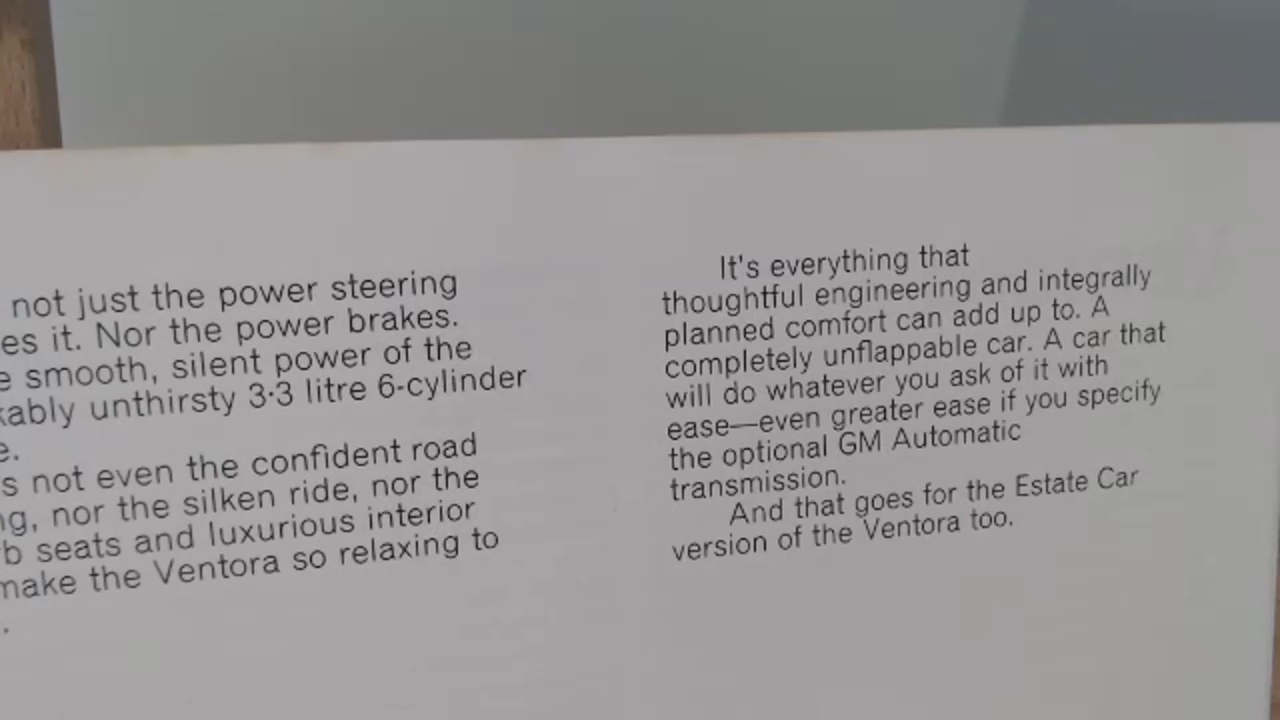 not just the power steering
it. Nor the power brakes.
smooth, silent power of the
unthirsty 3·3 litre 6-cylinder
not even the confident road
nor the silken ride, nor the
seats and luxurious interior
make the Ventora so relaxing to
It's everything that
thoughtful engineering and integrally
planned comfort can add up to. A
completely unflappable car. A car that
will do whatever you ask of it with
ease—even greater ease if you specify
the optional GM Automatic
transmission.
And that goes for the Estate Car
version of the Ventora too.